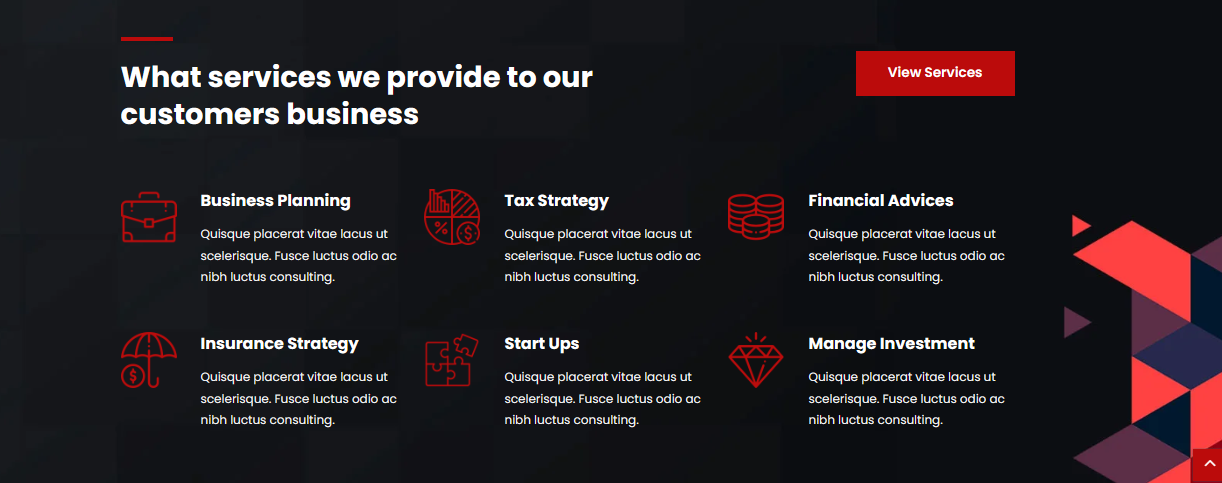 What services we provide to our
customers business
View Services
Business Planning
Quisque placerat vitae lacus ut
scelerisque. Fusce luctus odio ac
nibh luctus consulting.
Tax Strategy
Quisque placerat vitae lacus ut
scelerisque. Fusce luctus odio ac
nibh luctus consulting.
Financial Advices
Quisque placerat vitae lacus ut
scelerisque. Fusce luctus odio ac
nibh luctus consulting.
Insurance Strategy
Quisque placerat vitae lacus ut
scelerisque. Fusce luctus odio ac
nibh luctus consulting.
Start Ups
Quisque placerat vitae lacus ut
scelerisque. Fusce luctus odio ac
nibh luctus consulting.
Manage Investment
Quisque placerat vitae lacus ut
scelerisque. Fusce luctus odio ac
nibh luctus consulting.